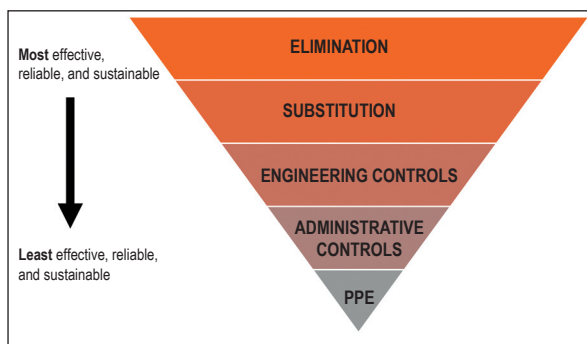 Most effective,
reliable, and sustainable
Least effective, reliable,
and sustainable
ELIMINATION
SUBSTITUTION
ENGINEERING CONTROLS
ADMINISTRATIVE
CONTROLS
PPE